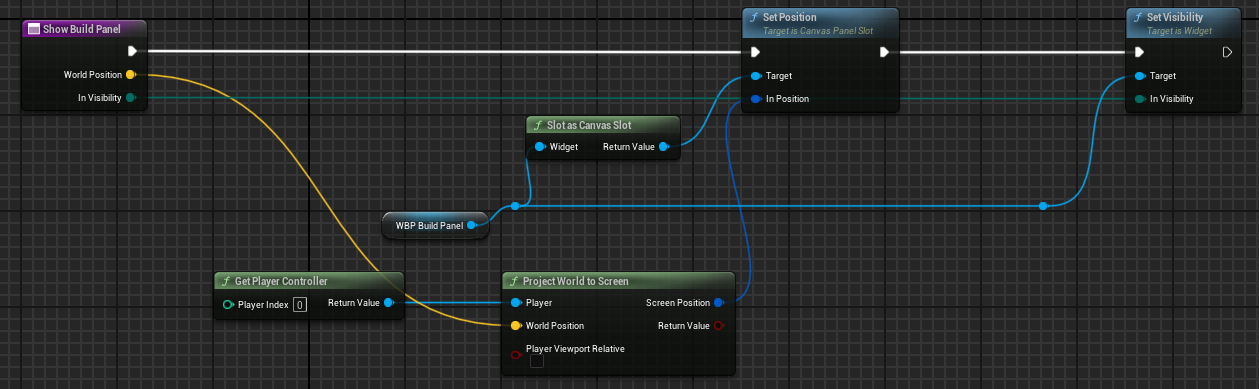 Show Build Panel
World Position
In Visibility
Set Position
Target is Canvas Panel Slot
Target
In Position
Set Visibility
Target is Widget
Target
In Visibility
Slot as Canvas Slot
Widget Return Value
WBP Build Panel
Get Player Controller
Player Index 0 Return Value
Project World to Screen
Player Screen Position
World Position Return Value
Player Viewport Relative